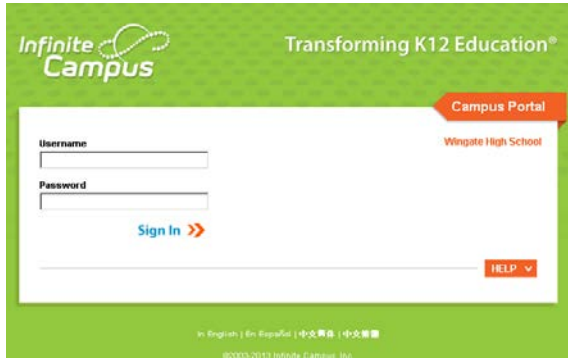 Infinite
Campus
Transforming K12 Education®
Campus Portal
Wingate High School
Username
Password
Sign In
HELP
In English | En Español | 中文简体 | 中文繁體
©2003-2013 Infinite Campus, Inc.